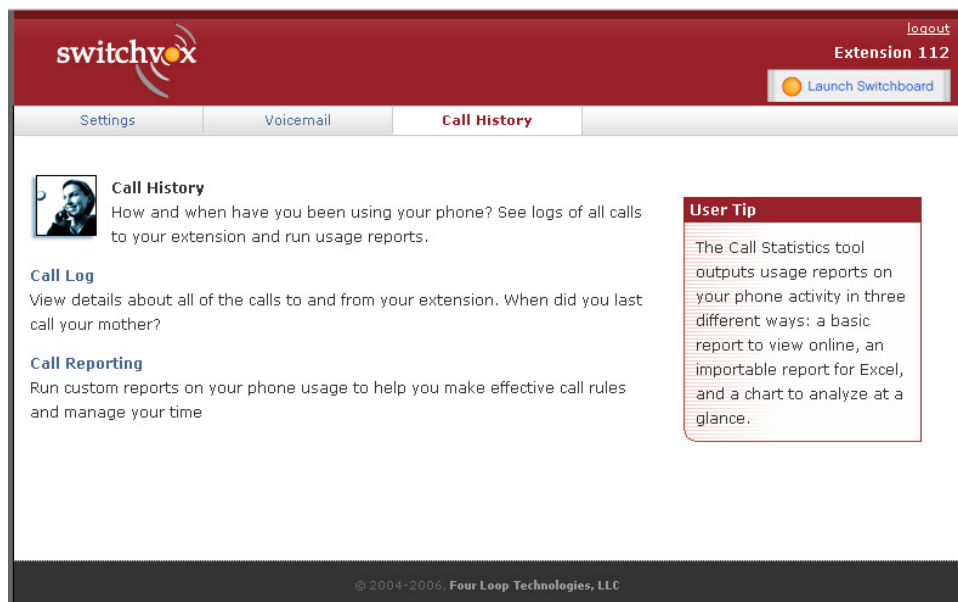 switchvox
logout
Extension 112
Launch Switchboard
Settings
Voicemail
Call History
Call History
How and when have you been using your phone? See logs of all calls
to your extension and run usage reports.
Call Log
View details about all of the calls to and from your extension. When did you last
call your mother?
Call Reporting
Run custom reports on your phone usage to help you make effective call rules
and manage your time
User Tip
The Call Statistics tool
outputs usage reports on
your phone activity in three
different ways: a basic
report to view online, an
importable report for Excel,
and a chart to analyze at a
glance.
© 2004-2006, Four Loop Technologies, LLC